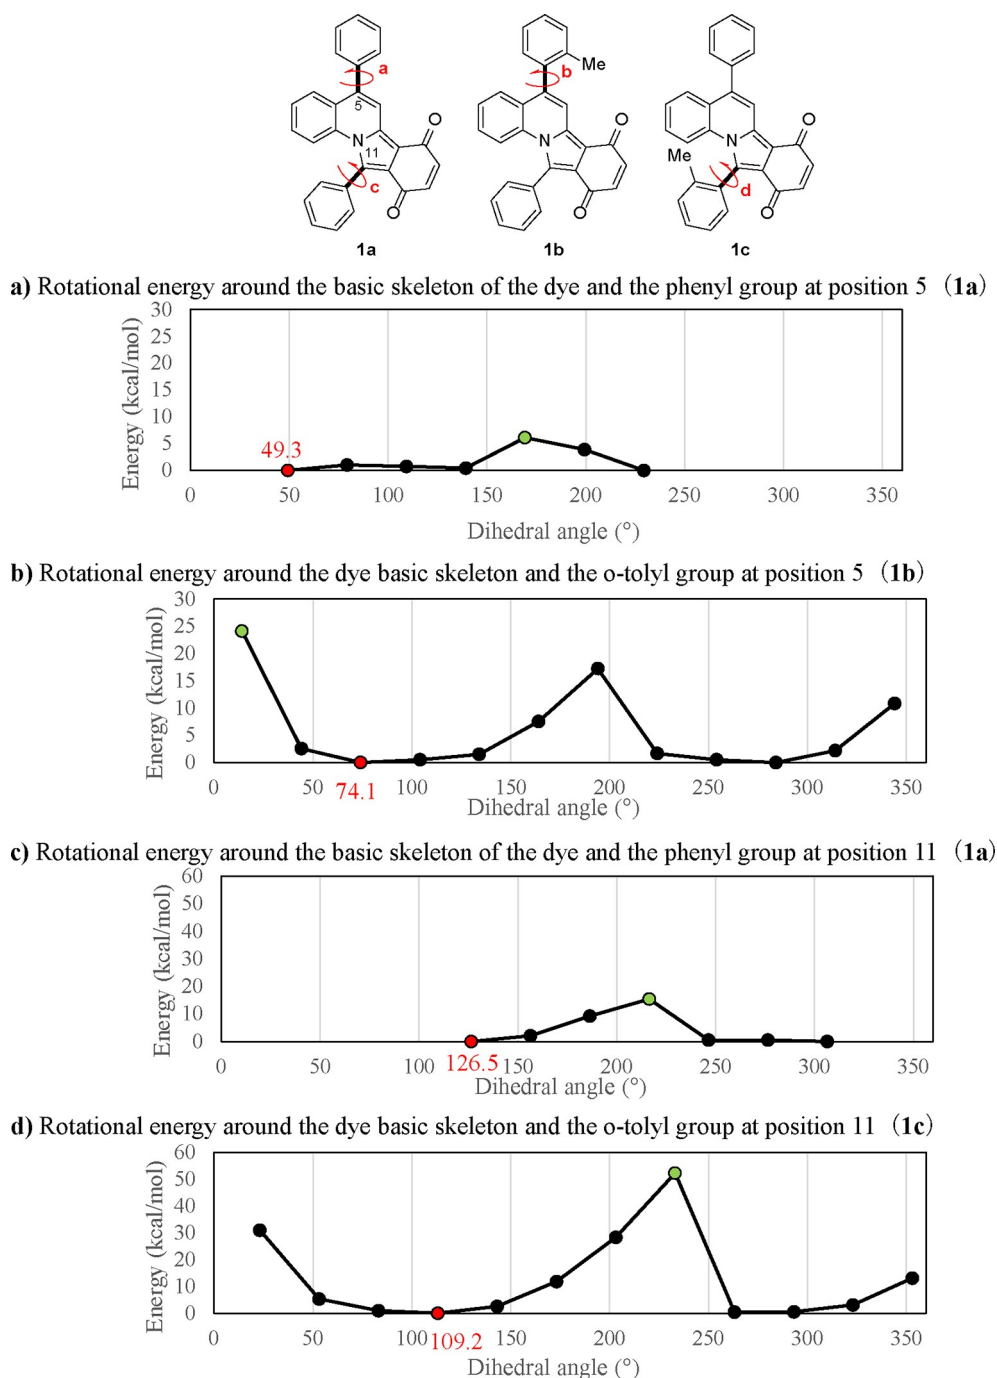 a
5
N
11
c
O
O
1a
b
Me
N
O
O
1b
N
Me
d
O
O
1c
a) Rotational energy around the basic skeleton of the dye and the phenyl group at position 5 (1a)
Energy (kcal/mol)
30
25
20
15
10
5
0
49.3
0 50 100 150 200 250 300 350
Dihedral angle (°)
b) Rotational energy around the dye basic skeleton and the o-tolyl group at position 5 (1b)
Energy (kcal/mol)
30
25
20
15
10
5
0
0 50 100 150 200 250 300 350
74.1
Dihedral angle (°)
c) Rotational energy around the basic skeleton of the dye and the phenyl group at position 11 (1a)
Energy (kcal/mol)
60
50
40
30
20
10
0
0 50 100 150 200 250 300 350
126.5
Dihedral angle (°)
d) Rotational energy around the dye basic skeleton and the o-tolyl group at position 11 (1c)
Energy (kcal/mol)
60
50
40
30
20
10
0
0 50 100 150 200 250 300 350
109.2
Dihedral angle (°)